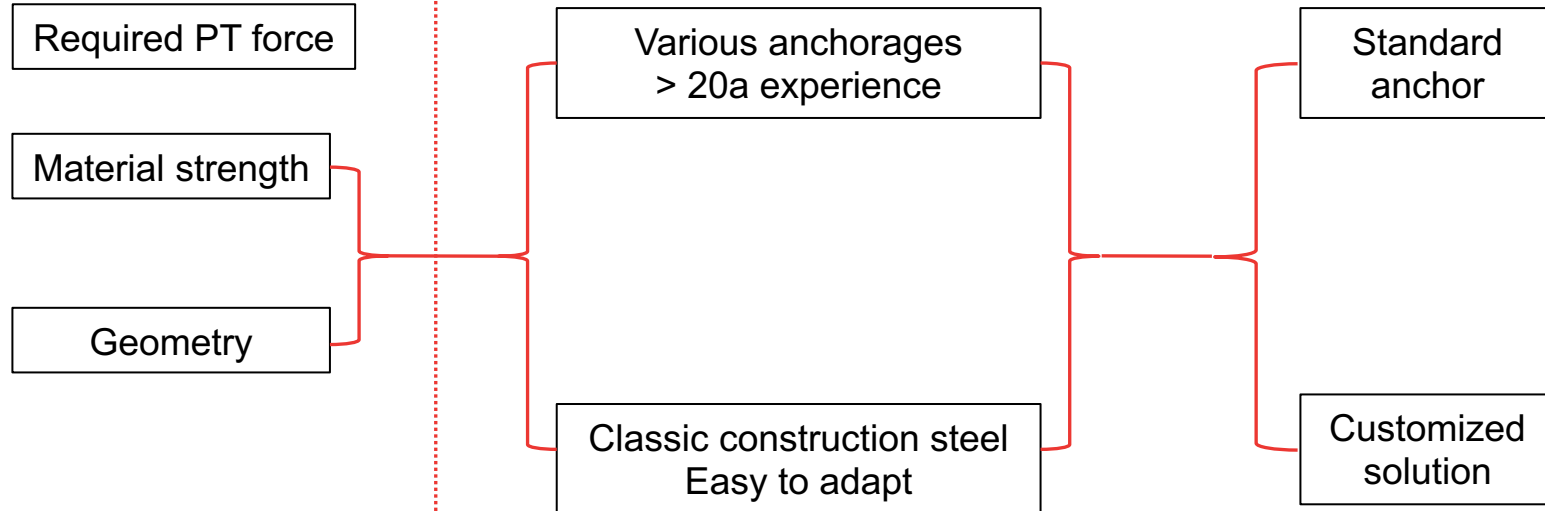 Required PT force
Material strength
Geometry
Various anchorages
> 20a experience
Classic construction steel
Easy to adapt
Standard
anchor
Customized
solution